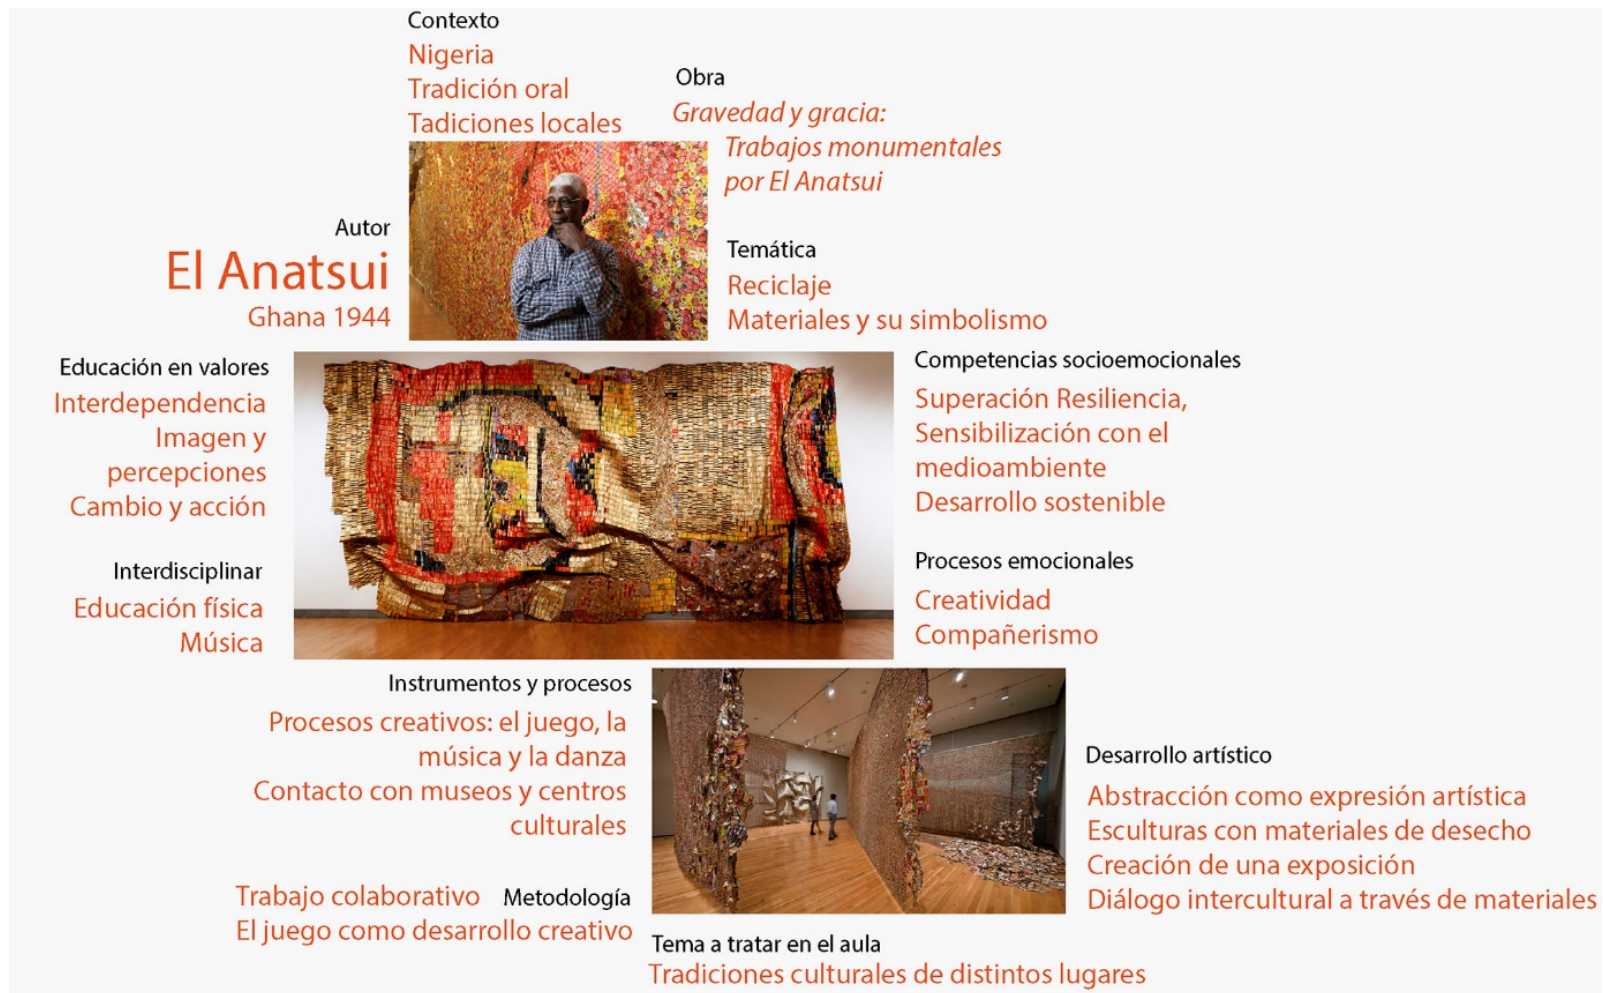 Contexto
Nigeria
Tradición oral
Tadiciones locales
Obra
Gravedad y gracia:
Trabajos monumentales
por El Anatsui
Autor
El Anatsui
Ghana 1944
Temática
Reciclaje
Materiales y su simbolismo
Educación en valores
Interdependencia
Imagen y
percepciones
Cambio y acción
Competencias socioemocionales
Superación Resiliencia,
Sensibilización con el
medioambiente
Desarrollo sostenible
Interdisciplinar
Educación física
Música
Procesos emocionales
Creatividad
Compañerismo
Instrumentos y procesos
Procesos creativos: el juego, la
música y la danza
Contacto con museos y centros
culturales
Desarrollo artístico
Abstracción como expresión artística
Esculturas con materiales de desecho
Creación de una exposición
Diálogo intercultural a través de materiales
Trabajo colaborativo Metodología
El juego como desarrollo creativo
Tema a tratar en el aula
Tradiciones culturales de distintos lugares